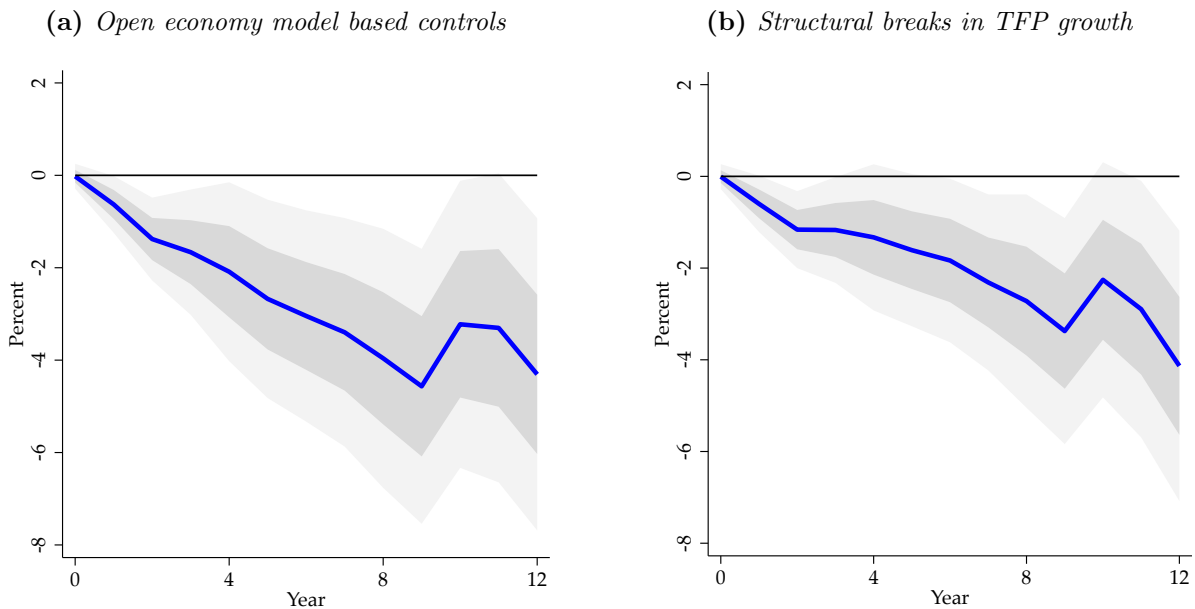 (a) Open economy model based controls
2
0
-2
-4
-6
-8
Percent
0 4 8 12
Year
(b) Structural breaks in TFP growth
2
0
-2
-4
-6
-8
Percent
0 4 8 12
Year